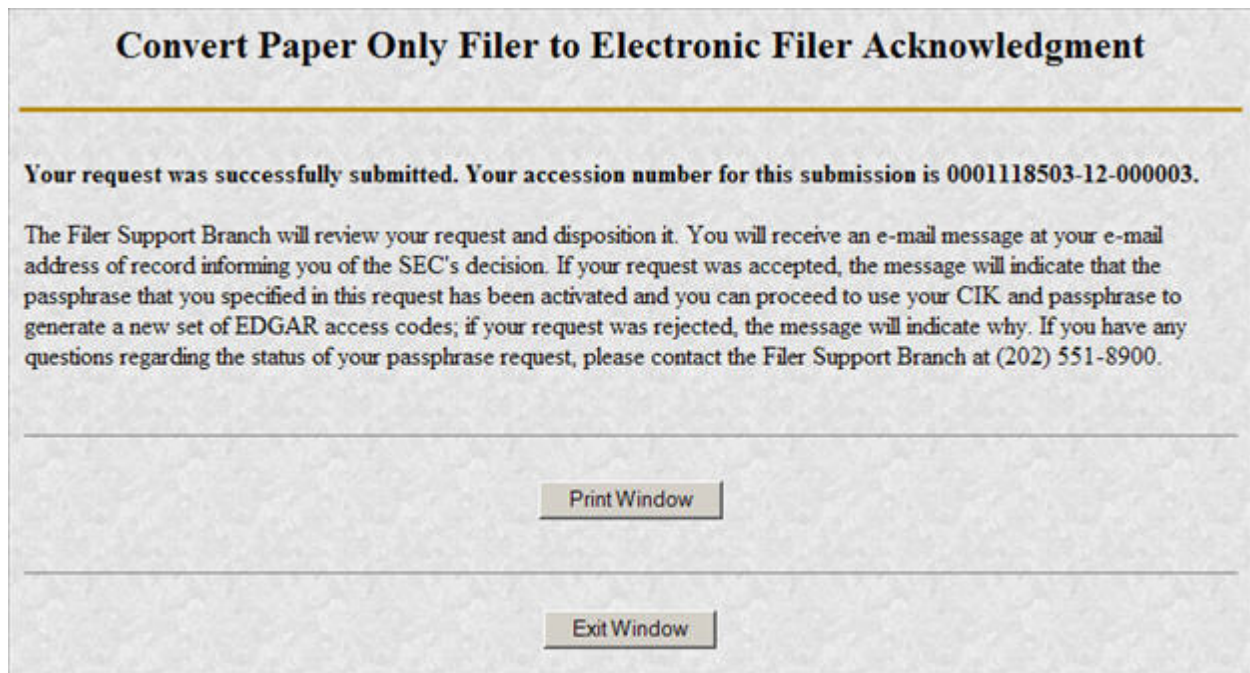 Convert Paper Only Filer to Electronic Filer Acknowledgment
Your request was successfully submitted. Your accession number for this submission is 0001118503-12-000003.
The Filer Support Branch will review your request and disposition it. You will receive an e-mail message at your e-mail
address of record informing you of the SEC's decision. If your request was accepted, the message will indicate that the
passphrase that you specified in this request has been activated and you can proceed to use your CIK and passphrase to
generate a new set of EDGAR access codes; if your request was rejected, the message will indicate why. If you have any
questions regarding the status of your passphrase request, please contact the Filer Support Branch at (202) 551-8900.
Print Window
Exit Window